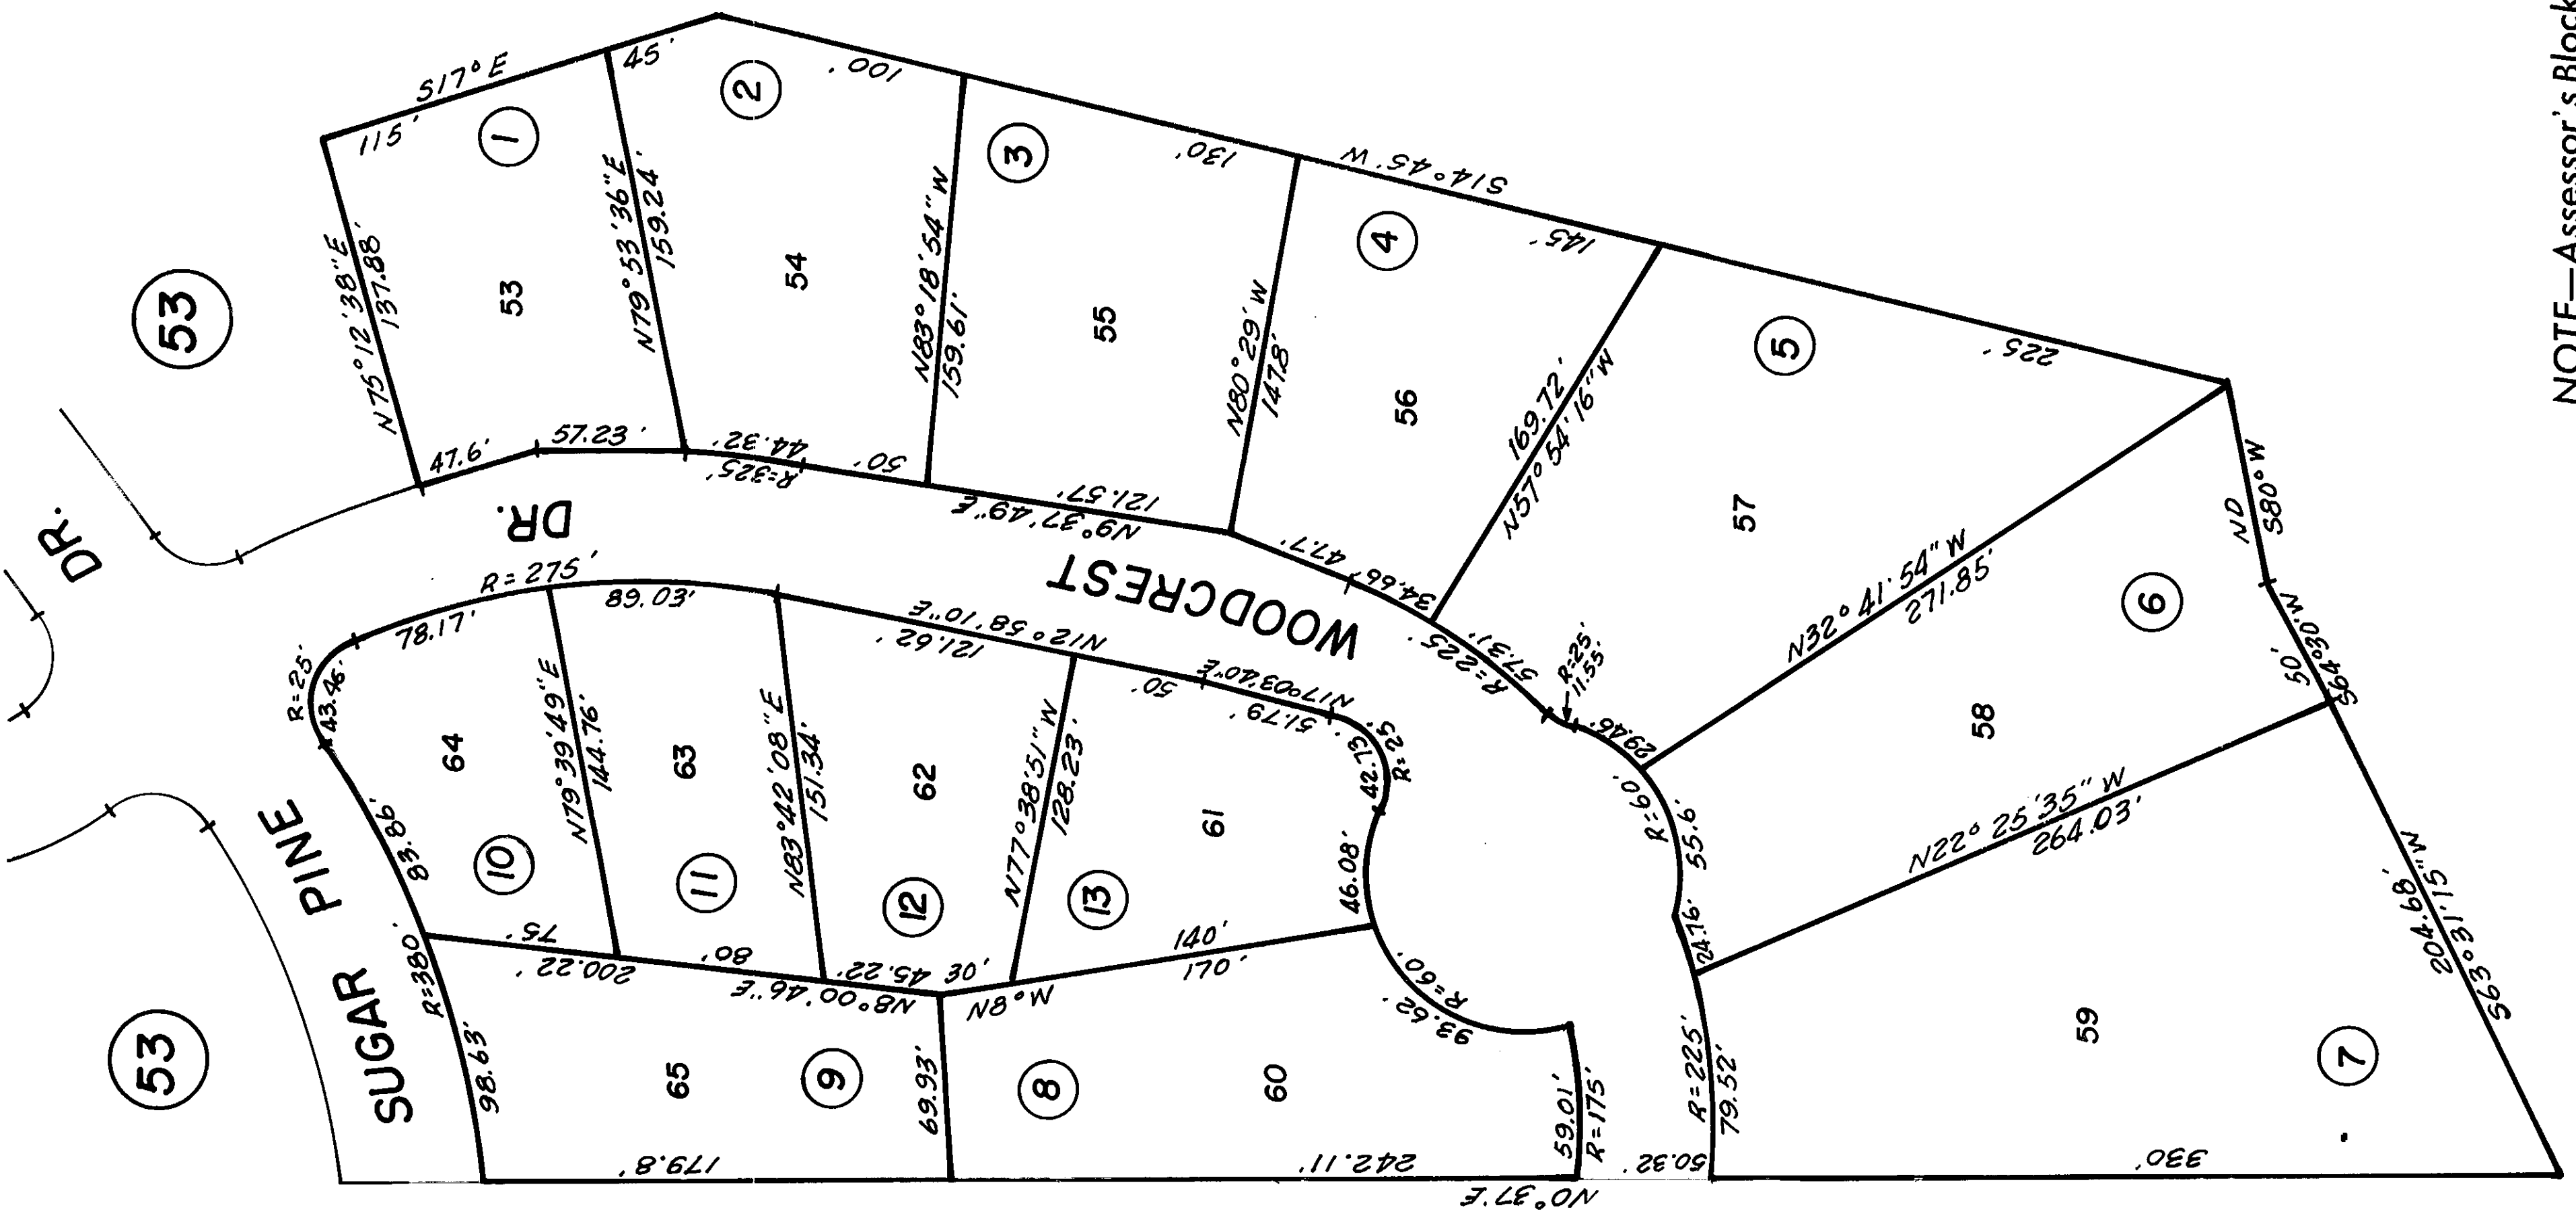 53
DR.
N75°12'38"E
137.88'
115'
S17°E
1
53
47.6'
57.23'
N79°53'36"E
159.24'
45'
2
54
100'
44.32'
R=325'
50'
N83°18'54"W
159.61'
3
55
130'
121.57'
N9°37'49"E
N80°29'W
147.8'
S14°45'W
4
56
145'
47.7'
34.66'
169.72'
N57°54'16"W
5
57
225'
57.31'
R=225'
R=25'
11.55'
29.46'
N32°41'54"W
271.85'
6
58
ND
S80°W
50'
S64°30'W
R=60'
55.6'
24.76'
N22°25'35"W
264.03'
204.68'
S63°31'15"W
59
7
R=225'
79.52'
330'
50.32'
DR.
WOODCREST
R=275'
R=25'
43.46'
78.17'
64
83.86'
10
N79°39'49"E
144.76'
75'
89.03'
63
11
80'
N83°42'08"E
151.34'
62
12
45.22'
121.62'
N12°58'10"E
N77°38'51"W
128.23'
50'
N17°03'40"E
51.79'
61
13
42.73'
R=25'
46.08'
140'
170'
30'
N8°W
200.22'
N8°00'46"E
SUGAR PINE
53
R=380'
98.63'
65
9
69.93'
179.8'
8
60
242.11'
N0°37'E
R=60'
93.62'
59.01'
R=175'
NOTE—Assessor's Block